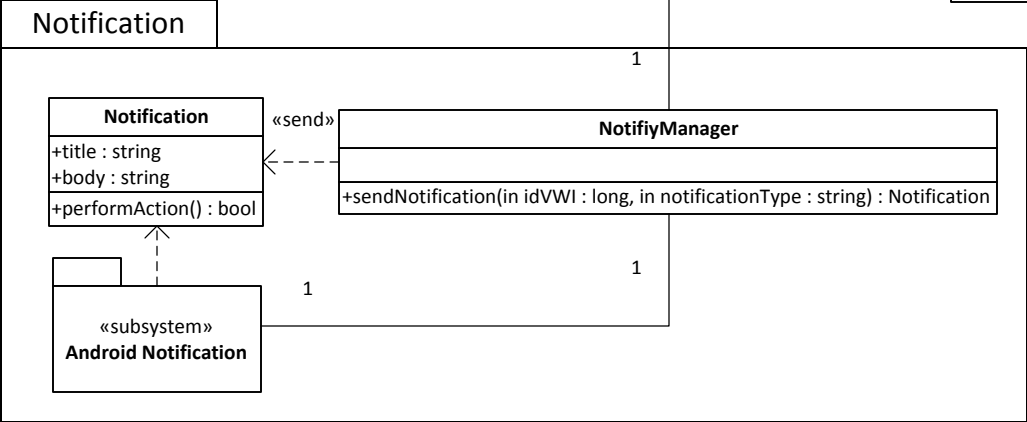 Notification
1
Notification
+title : string
+body : string
+performAction() : bool
«send»
NotifiyManager
+sendNotification(in idVWI : long, in notificationType : string) : Notification
1
1
«subsystem»
Android Notification